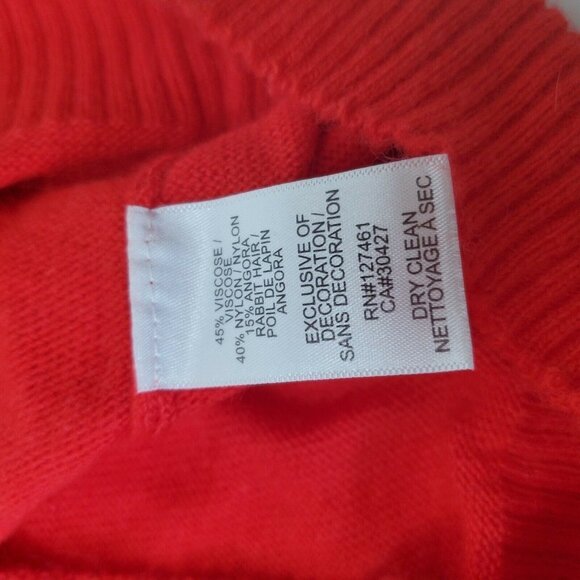 45% VISCOSE /
VISCOSE
40% NYLON / NYLON
15% ANGORA
RABBIT HAIR /
POIL DE LAPIN
ANGORA
EXCLUSIVE OF
DECORATION /
SANS DECORATION
RN#127461
CA#30427
DRY CLEAN
NETTOYAGE À SEC